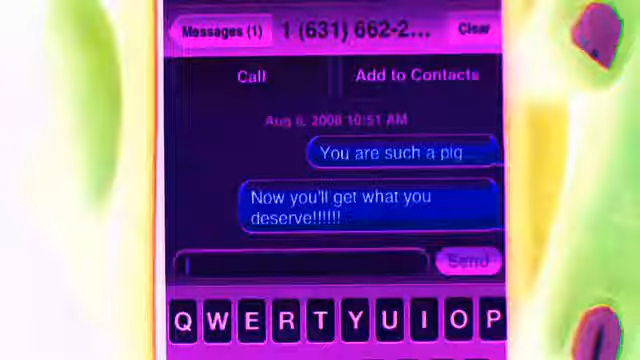 Messages (1) 1 (631) 662-2... Clear
Call Add to Contacts
Aug 6, 2008 10:51 AM
You are such a pig
Now you'll get what you
deserve!!!!!!
Send
Q W E R T Y U I O P